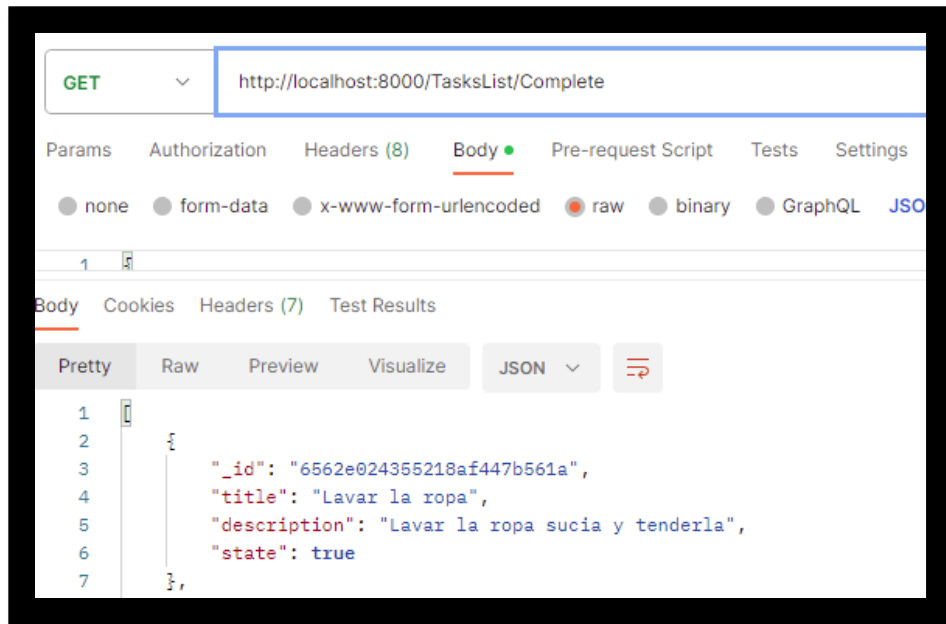 GET http://localhost:8000/TasksList/Complete
Params Authorization Headers (8) Body Pre-request Script Tests Settings
none form-data x-www-form-urlencoded raw binary GraphQL JSO
1 {
Body Cookies Headers (7) Test Results
Pretty Raw Preview Visualize JSON
1 [
2 {
3 "_id": "6562e024355218af447b561a",
4 "title": "Lavar la ropa",
5 "description": "Lavar la ropa sucia y tenderla",
6 "state": true
7 },